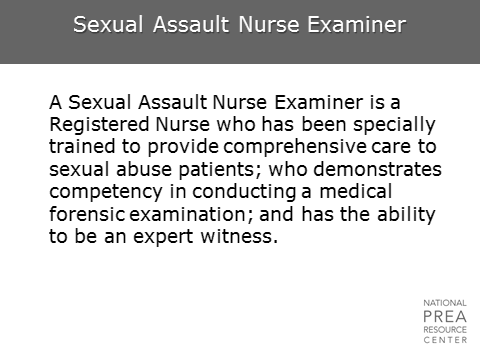 Sexual Assault Nurse Examiner
A Sexual Assault Nurse Examiner is a
Registered Nurse who has been specially
trained to provide comprehensive care to
sexual abuse patients; who demonstrates
competency in conducting a medical
forensic examination; and has the ability
to be an expert witness.
NATIONAL
PREA
RESOURCE
CENTER